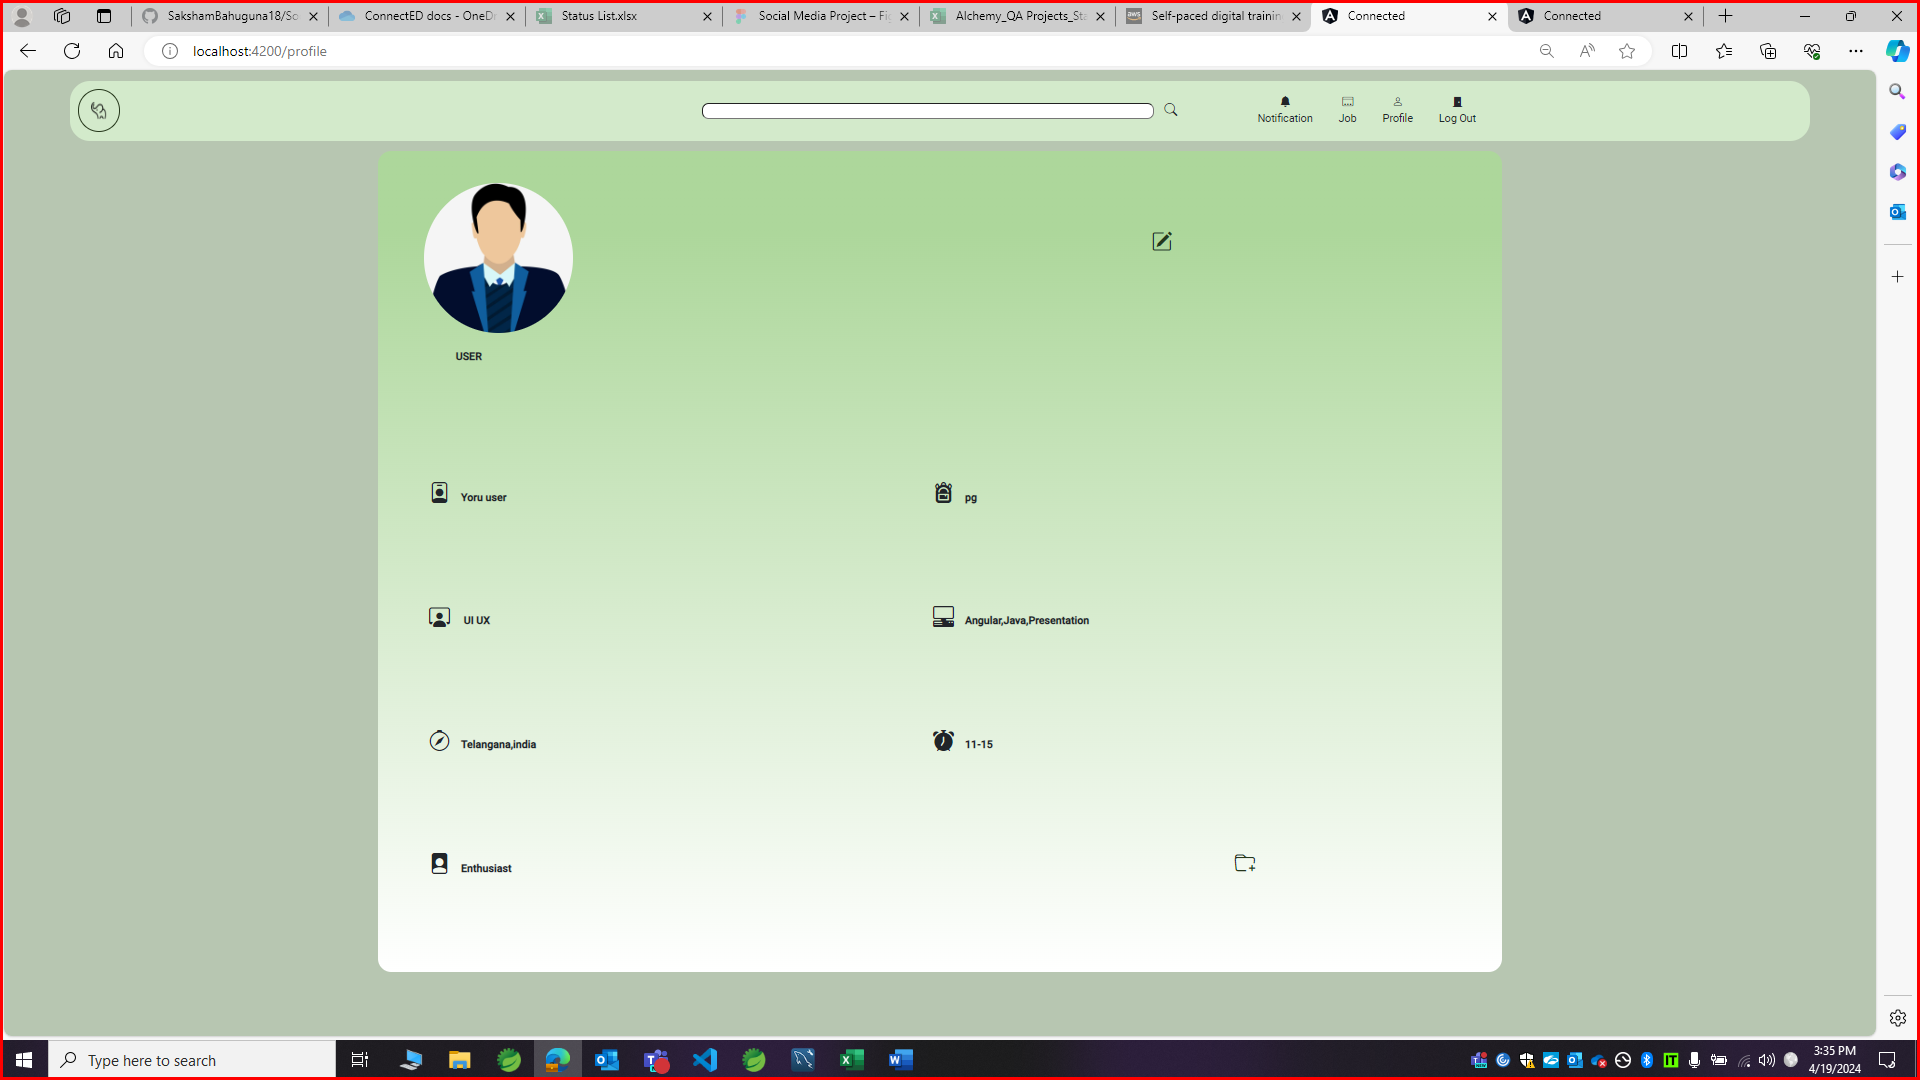 SakshamBahuguna18/So
ConnectED docs - OneDr
Status List.xlsx
Social Media Project – Fig
Alchemy_QA Projects_Sta
Self-paced digital trainin
Connected
Connected
localhost:4200/profile
Notification
Job
Profile
Log Out
USER
Yoru user
pg
UI UX
Angular,Java,Presentation
Telangana,india
11-15
Enthusiast
Type here to search
3:35 PM
4/19/2024